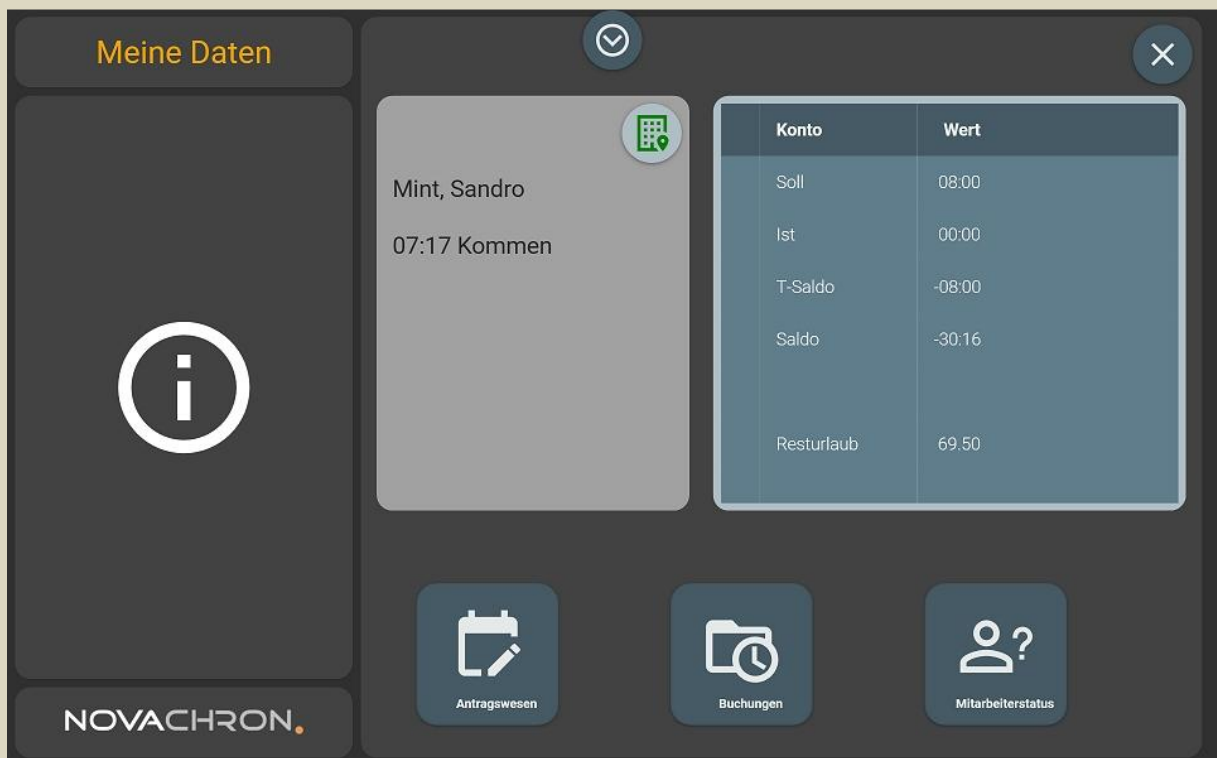 Meine Daten
Mint, Sandro
07:17 Kommen
Konto Wert
Soll 08:00
Ist 00:00
T-Saldo -08:00
Saldo -30:16
Resturlaub 69.50
Antragswesen
Buchungen
?
Mitarbeiterstatus
NOVACHRON.